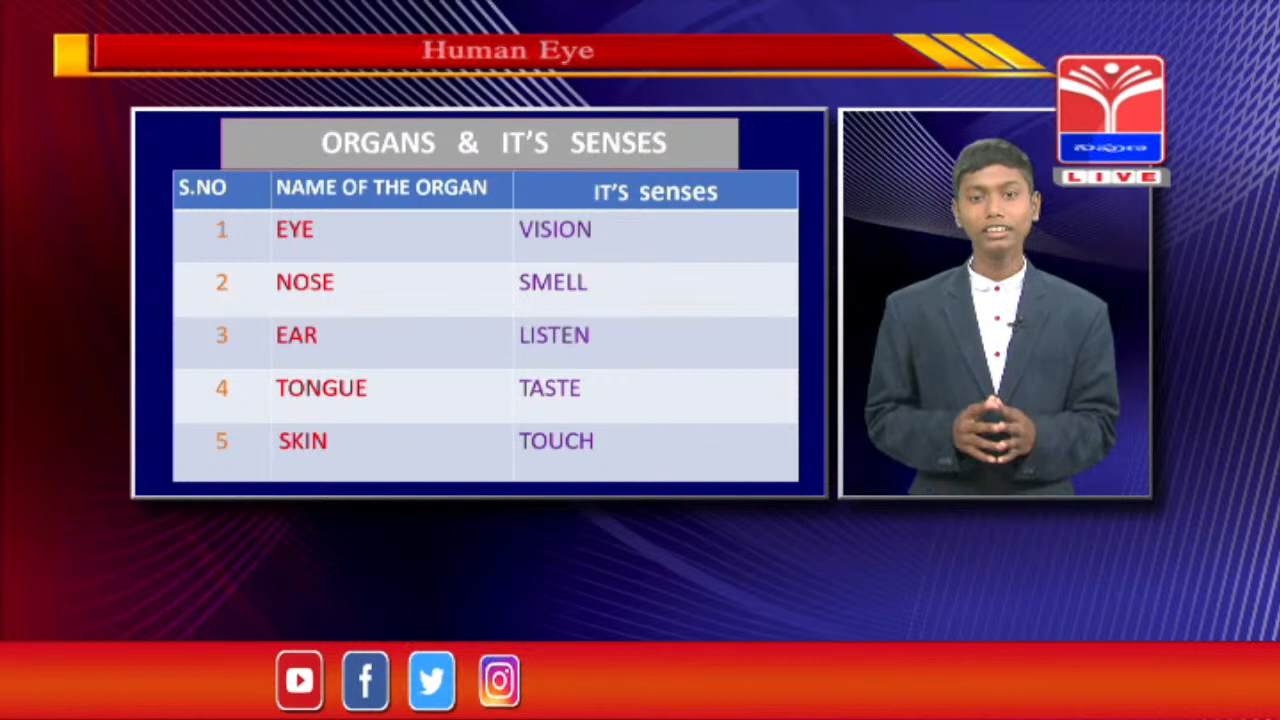 Human Eye
ORGANS & IT'S SENSES
S.NO NAME OF THE ORGAN IT'S senses
1 EYE VISION
2 NOSE SMELL
3 EAR LISTEN
4 TONGUE TASTE
5 SKIN TOUCH
LIVE